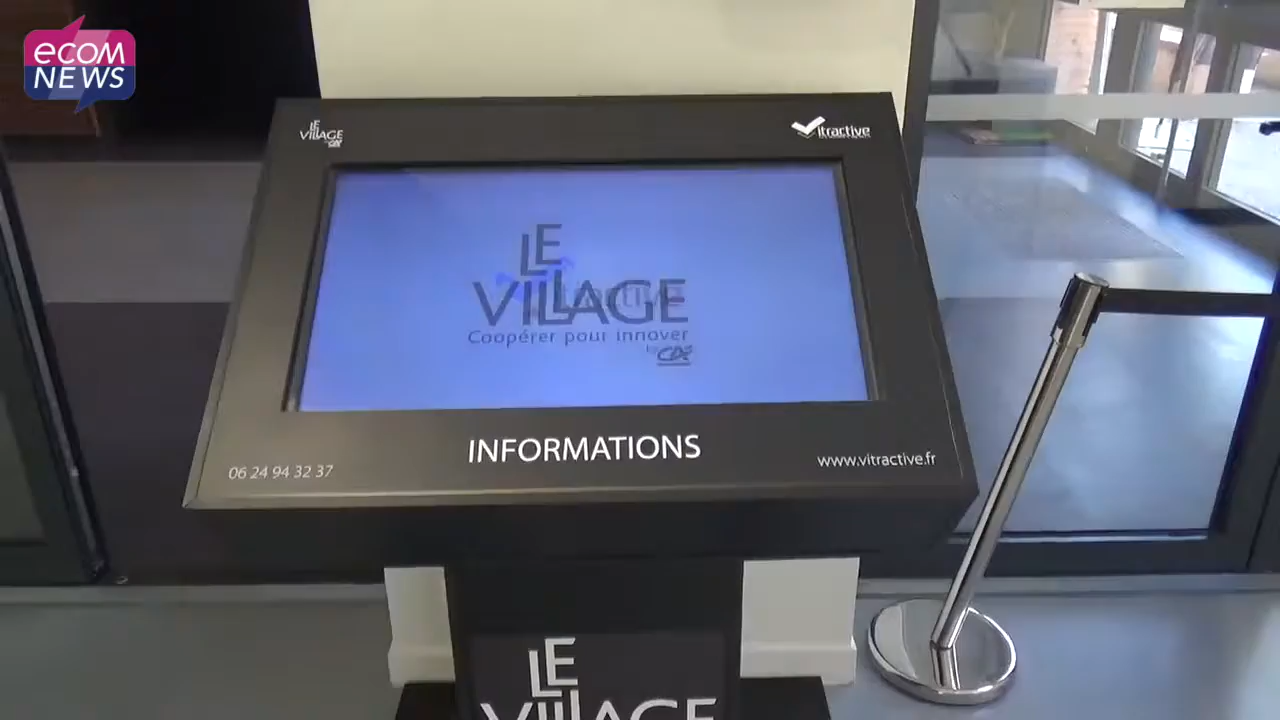 ecom
NEWS
LE
VILLAGE
by CA
Vitractive
LE
VILLAGE
Coopérer pour innover
by CA
INFORMATIONS
06 24 94 32 37
www.vitractive.fr
LE
VILLAGE